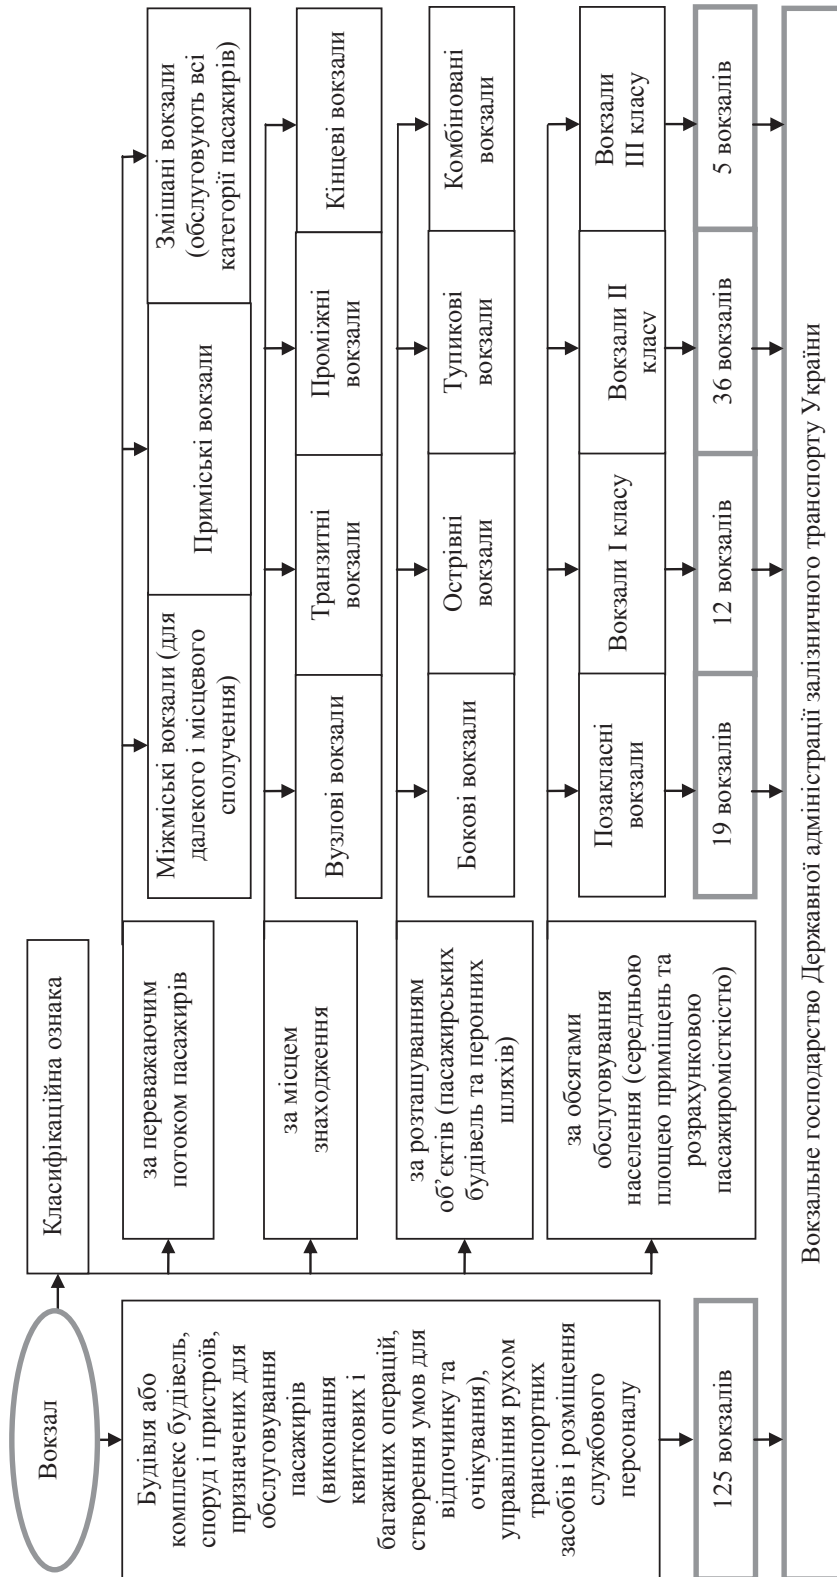 Вокзал
Будівля або
комплекс будівель,
споруд і пристроїв,
призначених для
обслуговування
пасажирів
(виконання
квиткових і
багажних операцій,
створення умов для
відпочинку та
очікування),
управління рухом
транспортних
засобів і розміщення
службового
персоналу
125 вокзалів
Класифікаційна ознака
за переважаючим
потоком пасажирів
Міжміські вокзали (для
далекого і місцевого
сполучення)
Приміські вокзали
Змішані вокзали
(обслуговують всі
категорії пасажирів)
за місцем
знаходження
Вузлові вокзали
Транзитні
вокзали
Проміжні
вокзали
Кінцеві вокзали
за розташуванням
об’єктів (пасажирських
будівель та перонних
шляхів)
Бокові вокзали
Острівні
вокзали
Тупикові
вокзали
Комбіновані
вокзали
за обсягами
обслуговування
населення (середньою
площею приміщень та
розрахунковою
пасажиромісткістю)
Позакласні
вокзали
Вокзали І класу
Вокзали ІІ
класу
Вокзали
ІІІ класу
19 вокзалів
12 вокзалів
36 вокзалів
5 вокзалів
Вокзальне господарство Державної адміністрації залізничного транспорту України